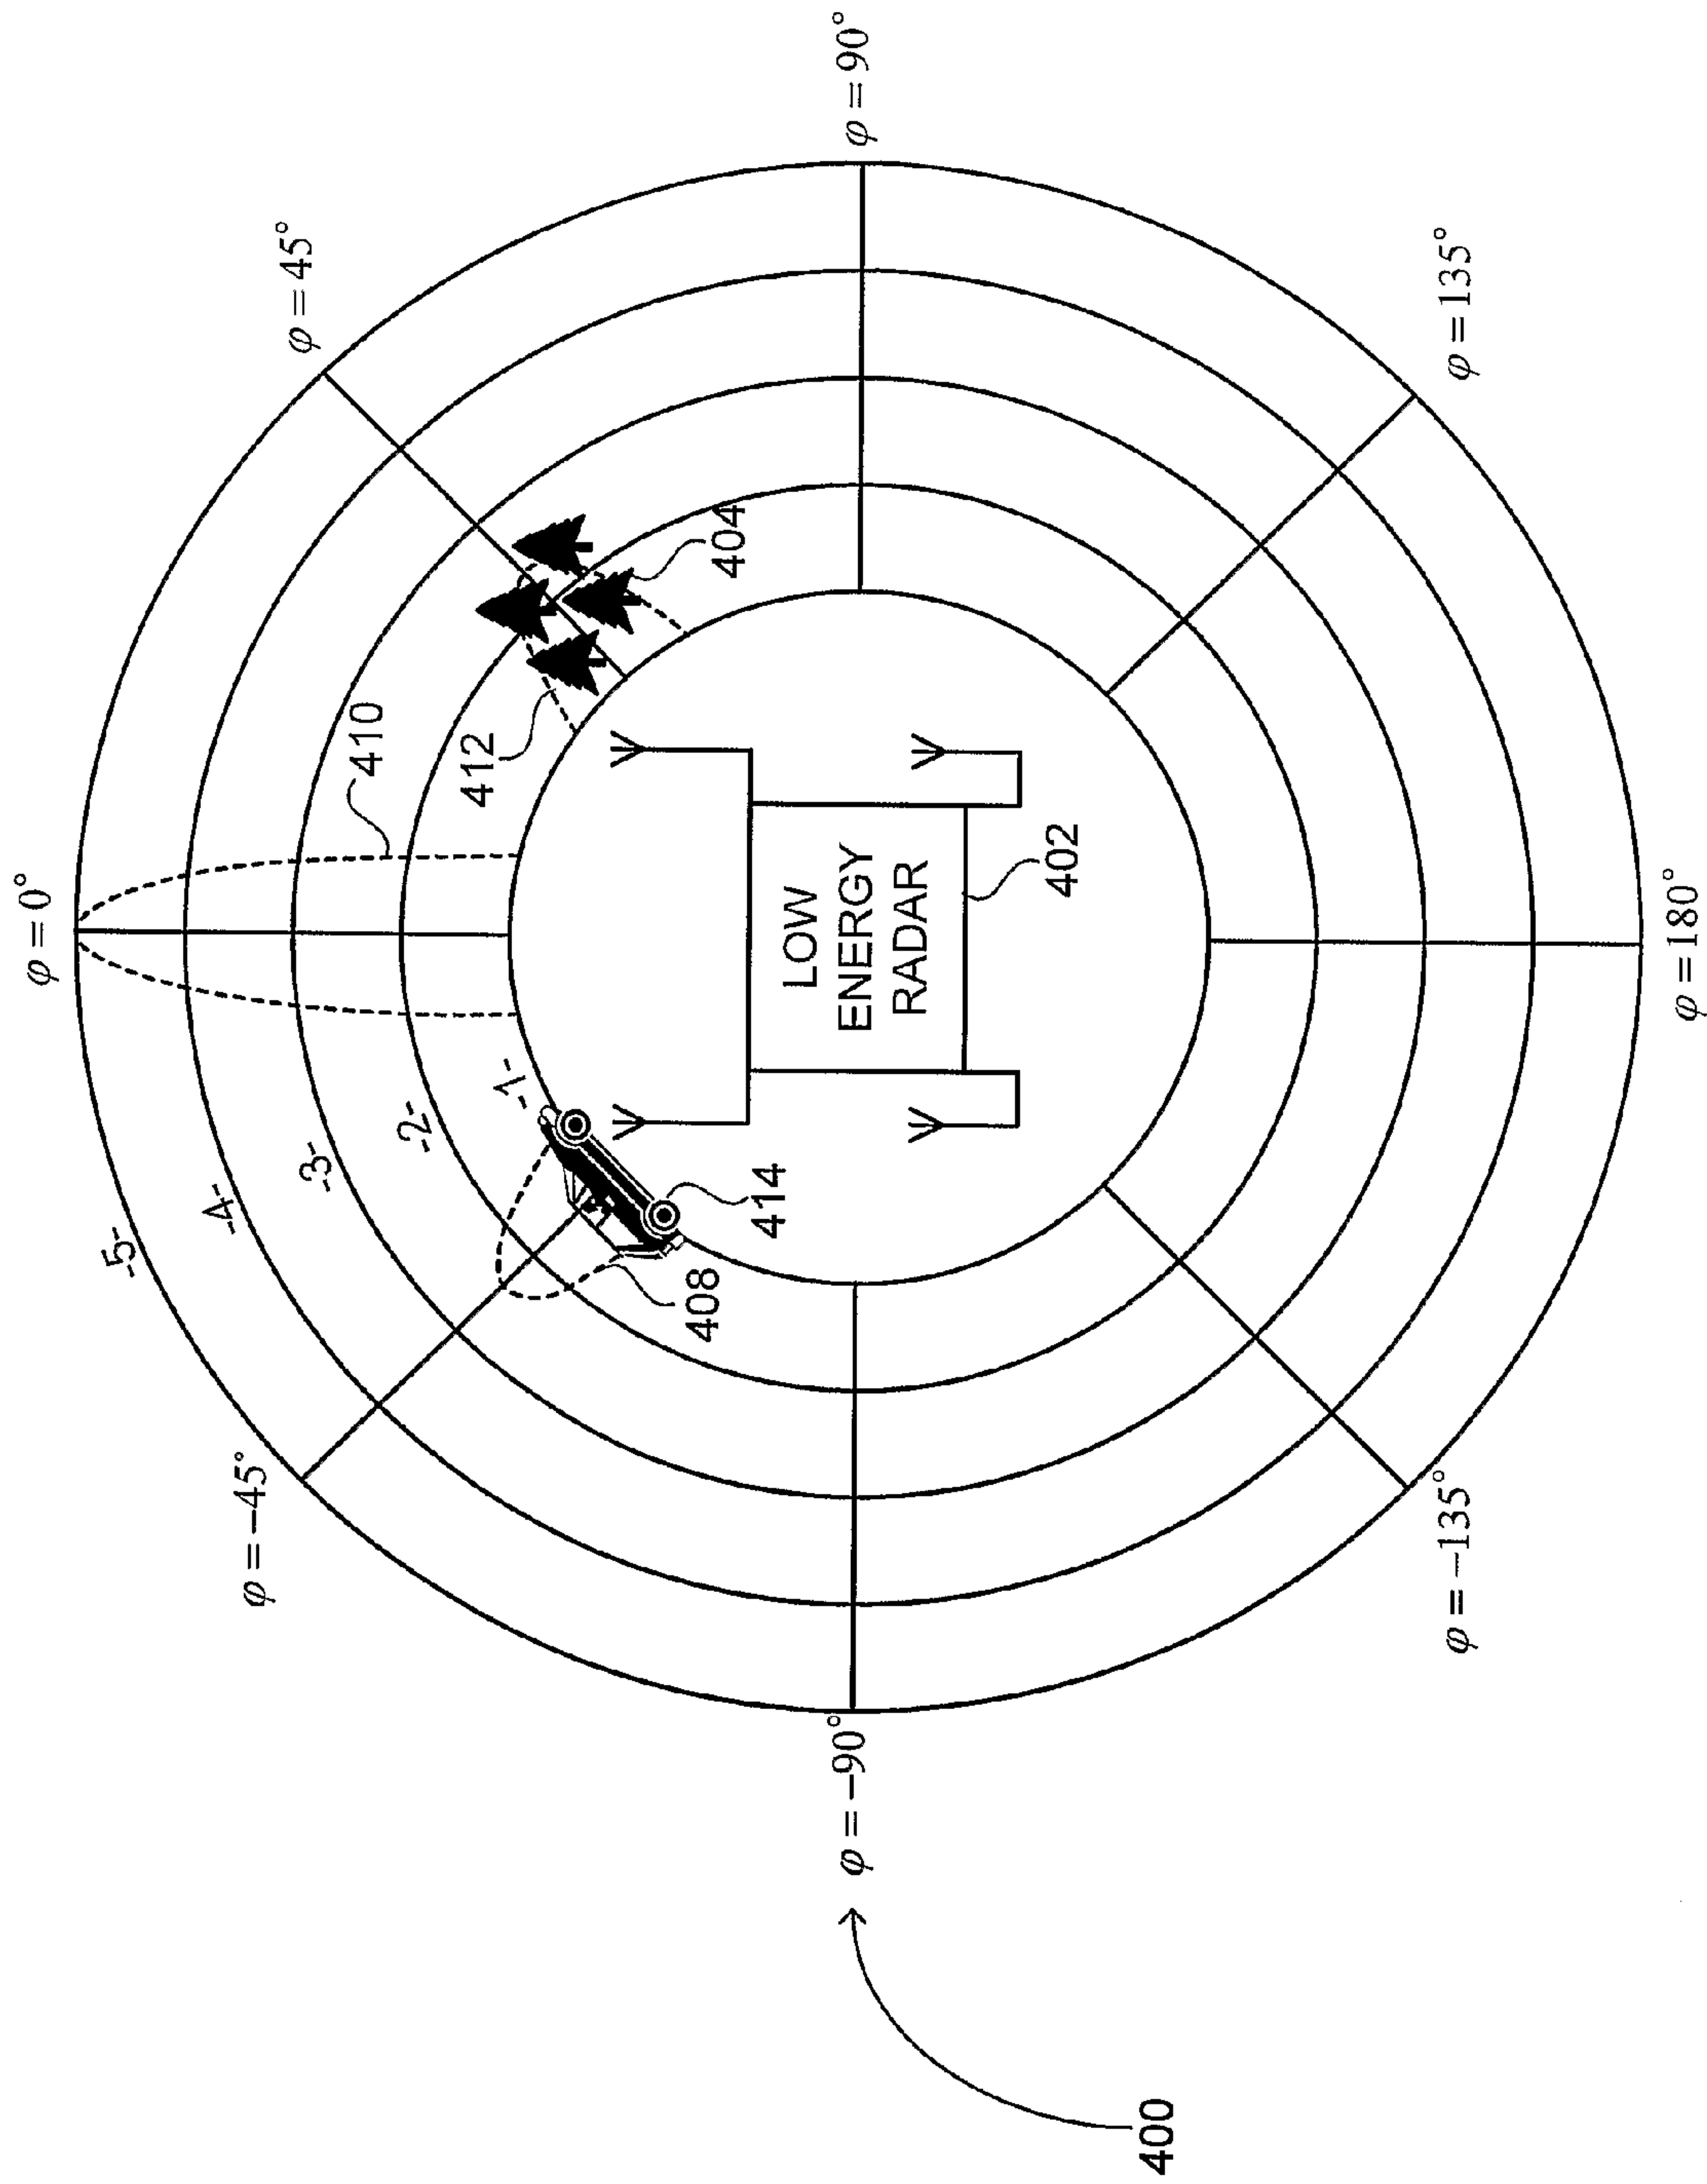 φ = 0°
φ = 45°
φ = 90°
φ = 135°
φ = 180°
φ = –135°
φ = –90°
φ = –45°
-5-
-4-
-3-
-2-
-1-
410
412
404
408
414
LOW
ENERGY
RADAR
402
400